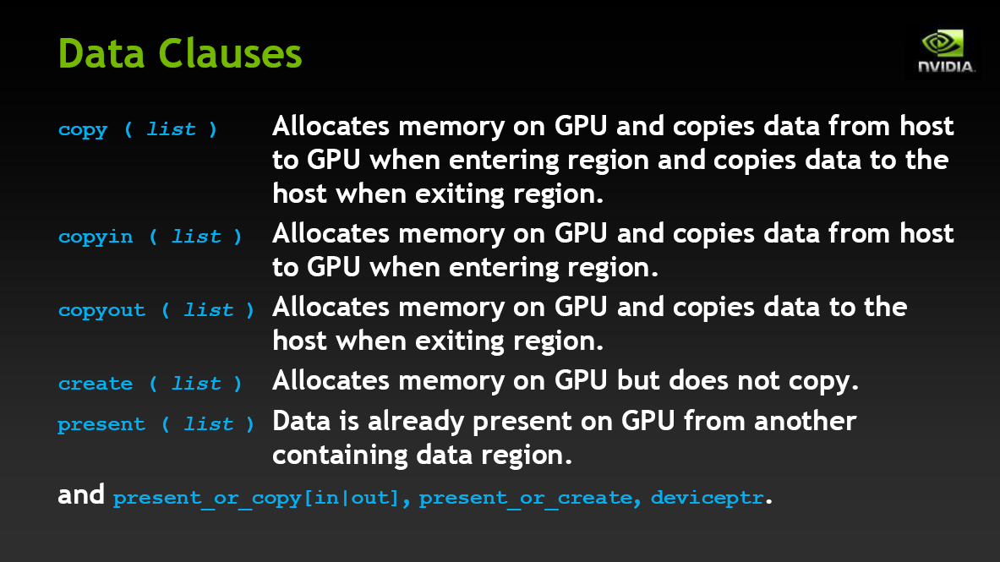 Data Clauses
NVIDIA.
copy ( list ) Allocates memory on GPU and copies data from host
to GPU when entering region and copies data to the
host when exiting region.
copyin ( list ) Allocates memory on GPU and copies data from host
to GPU when entering region.
copyout ( list ) Allocates memory on GPU and copies data to the
host when exiting region.
create ( list ) Allocates memory on GPU but does not copy.
present ( list ) Data is already present on GPU from another
containing data region.
and present_or_copy[in|out], present_or_create, deviceptr.